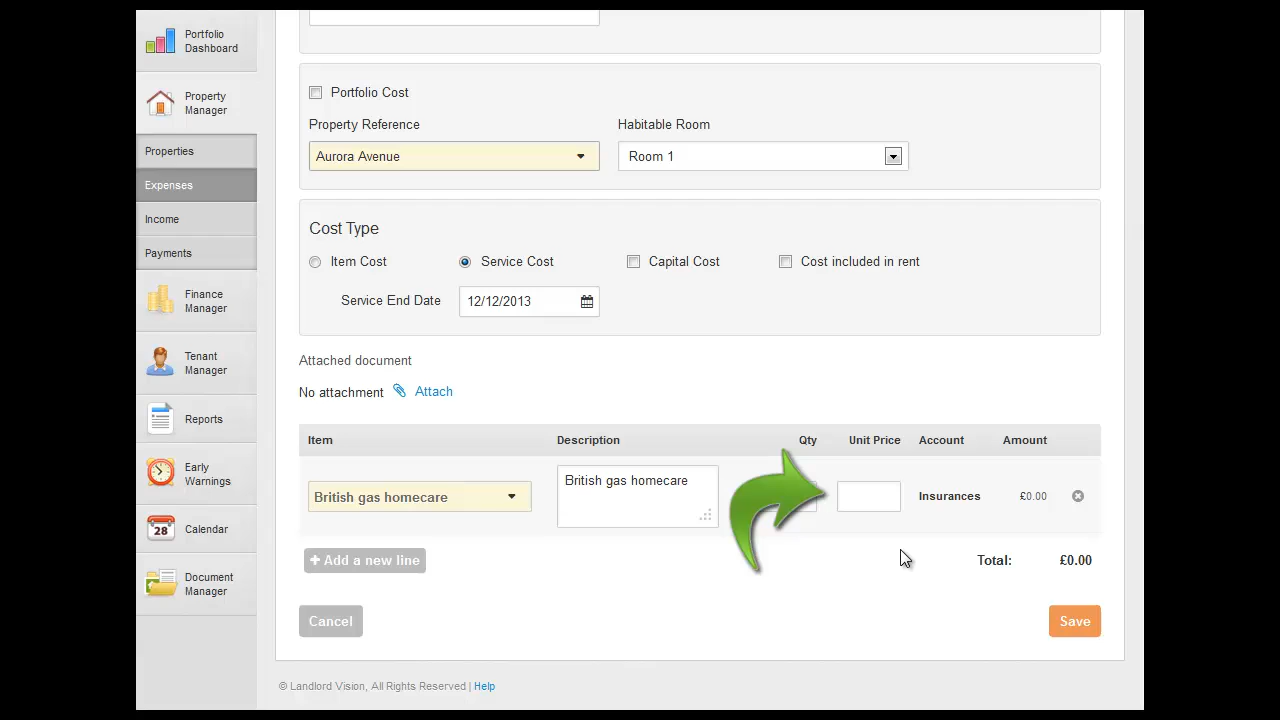 Portfolio
Dashboard
Property
Manager
Properties
Expenses
Income
Payments
Finance
Manager
Tenant
Manager
Reports
Early
Warnings
28
Calendar
Document
Manager
Portfolio Cost
Property Reference Habitable Room
Aurora Avenue Room 1
Cost Type
Item Cost Service Cost Capital Cost Cost included in rent
Service End Date 12/12/2013
Attached document
No attachment Attach
Item Description Qty Unit Price Account Amount
British gas homecare British gas homecare Insurances £0.00
Add a new line Total: £0.00
Cancel Save
© Landlord Vision, All Rights Reserved | Help